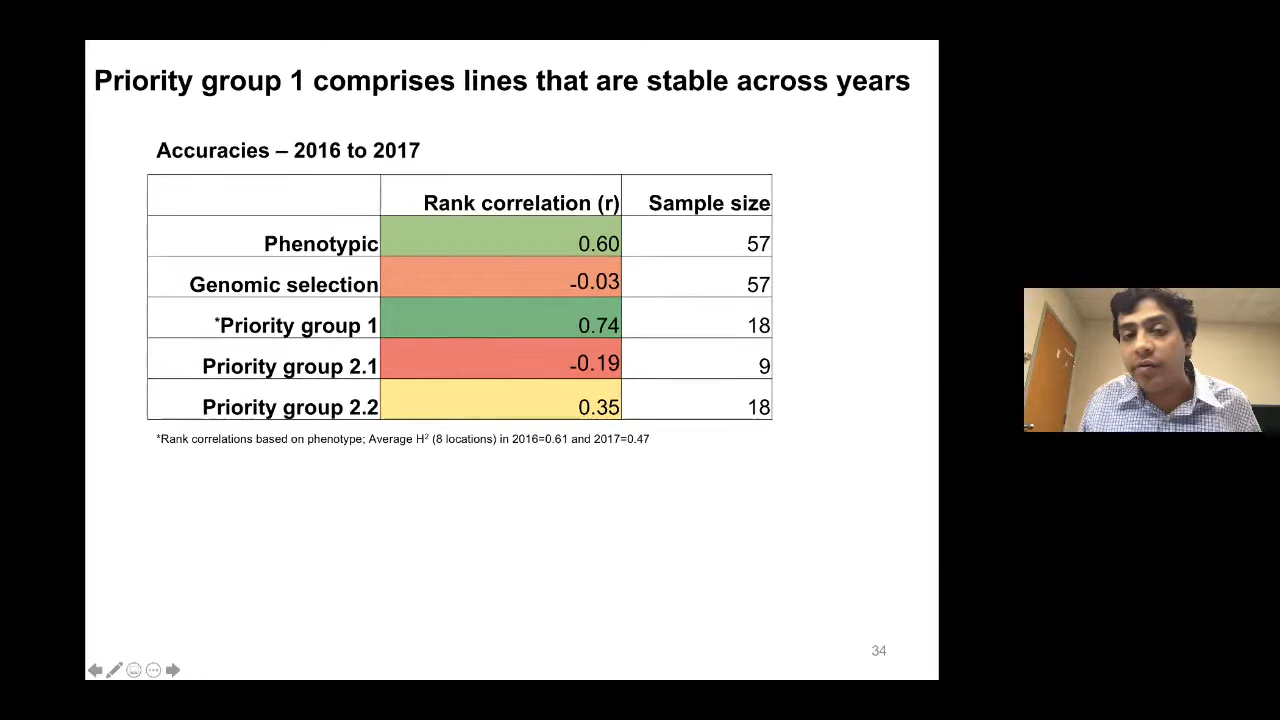 Priority group 1 comprises lines that are stable across years
Accuracies – 2016 to 2017
Rank correlation (r) Sample size
Phenotypic 0.60 57
Genomic selection -0.03 57
*Priority group 1 0.74 18
Priority group 2.1 -0.19 9
Priority group 2.2 0.35 18
*Rank correlations based on phenotype; Average H² (8 locations) in 2016=0.61 and 2017=0.47
34